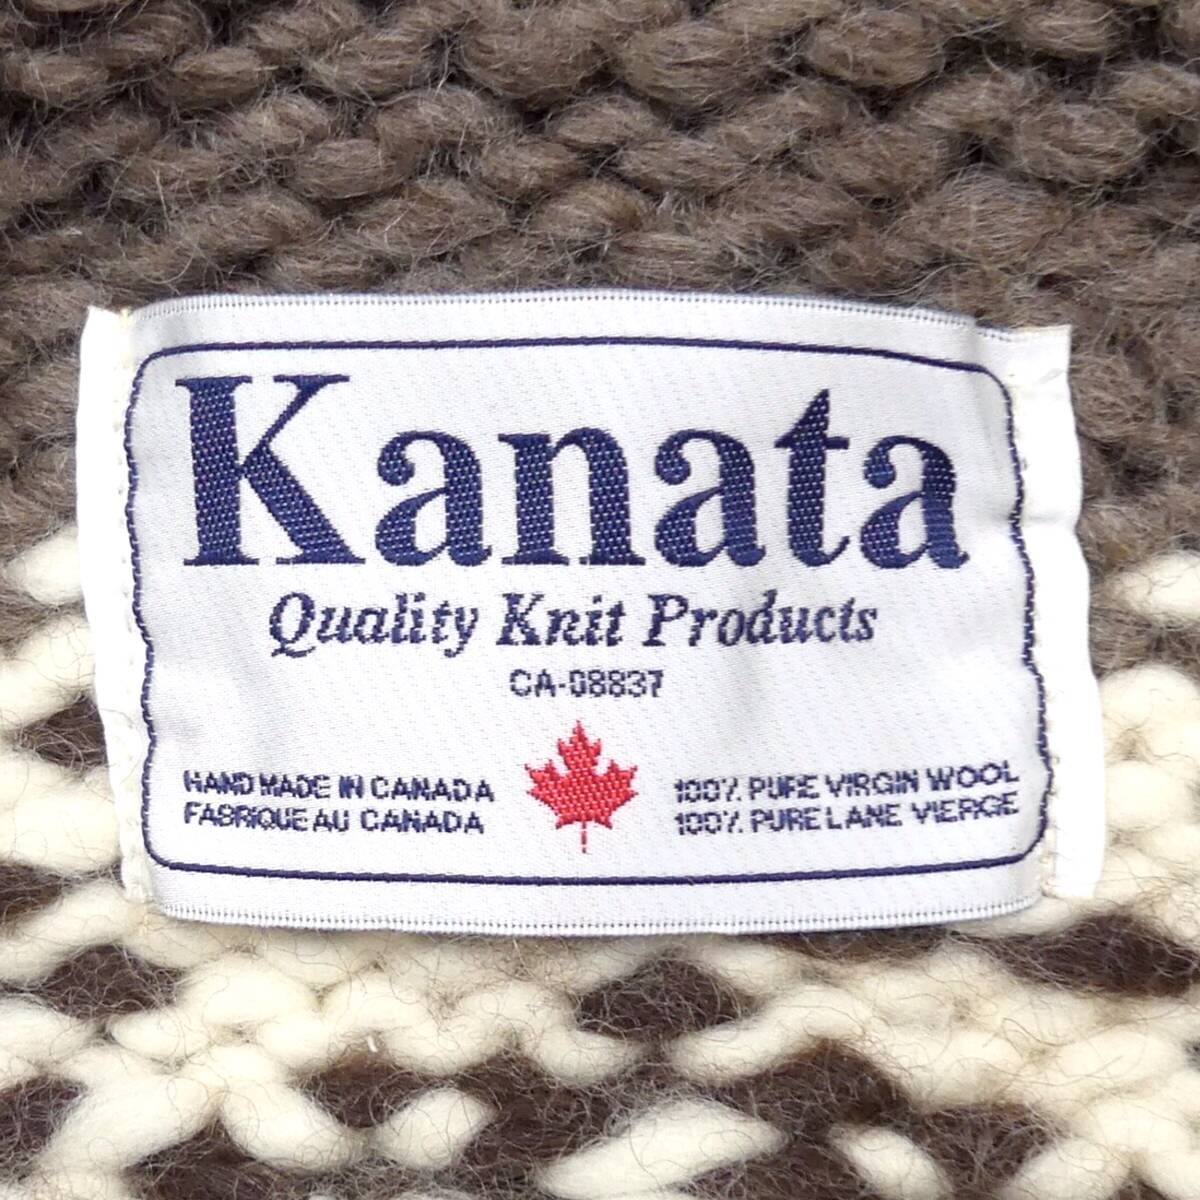 Kanata
Quality Knit Products
CA-08837
HAND MADE IN CANADA
FABRIQUE AU CANADA
100% PURE VIRGIN WOOL
100% PURE LANE VIERGE